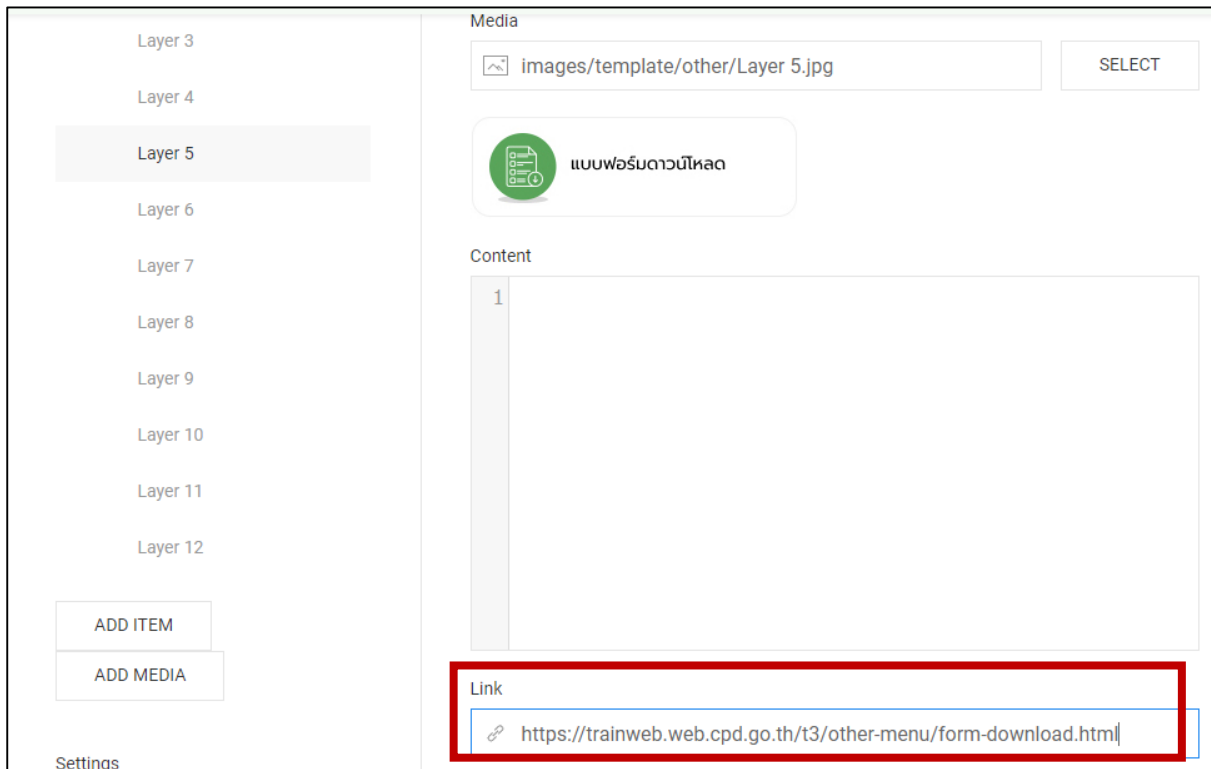 Layer 3
Layer 4
Layer 5
Layer 6
Layer 7
Layer 8
Layer 9
Layer 10
Layer 11
Layer 12
ADD ITEM
ADD MEDIA
Settings
Media
images/template/other/Layer 5.jpg
SELECT
แบบฟอร์มดาวน์โหลด
Content
1
Link
https://trainweb.web.cpd.go.th/t3/other-menu/form-download.html